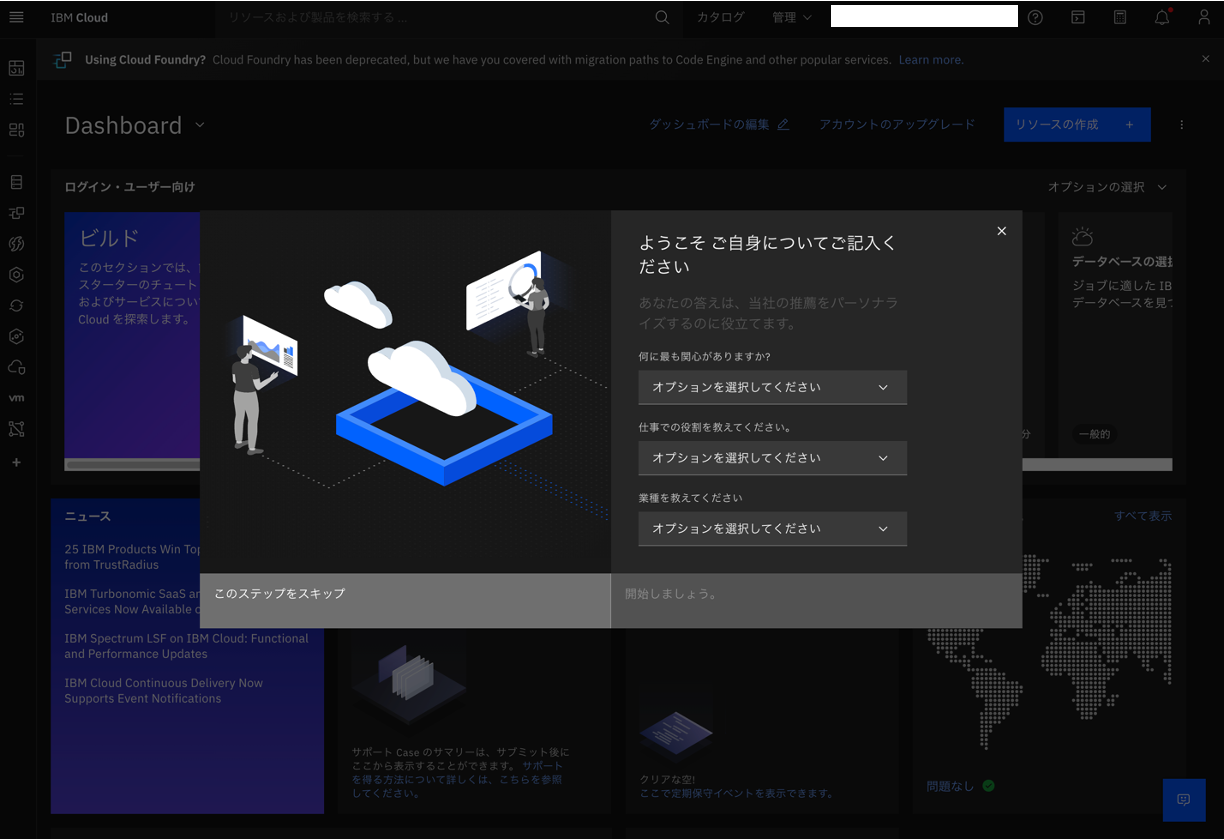 IBM Cloud
リソースおよび製品を検索する ...
カタログ
管理
Using Cloud Foundry? Cloud Foundry has been deprecated, but we have you covered with migration paths to Code Engine and other popular services. Learn more.
Dashboard
ダッシュボードの編集
アカウントのアップグレード
リソースの作成 +
ログイン・ユーザー向け
オプションの選択
ビルド
このセクションでは、
スターターのチュート
およびサービスについ
Cloud を探索します。
ようこそ ご自身についてご記入く
ださい
あなたの答えは、当社の推薦をパーソナラ
イズするのに役立てます。
何に最も関心がありますか?
オプションを選択してください
仕事での役割を教えてください。
オプションを選択してください
業種を教えてください
オプションを選択してください
このステップをスキップ
開始しましょう。
データベースの選
ジョブに適した IB
データベースを見
分
一般的
vm
ニュース
25 IBM Products Win Top
from TrustRadius
IBM Turbonomic SaaS
Services Now Available
IBM Spectrum LSF on IBM Cloud: Functional
and Performance Updates
IBM Cloud Continuous Delivery Now
Supports Event Notifications
サポート Case のサマリーは、サブミット後に
ここから表示することができます。 サポート
を得る方法について詳しくは、こちらを参照
してください。
クリアな空!
ここで定期保守イベントを表示できます。
すべて表示
問題なし